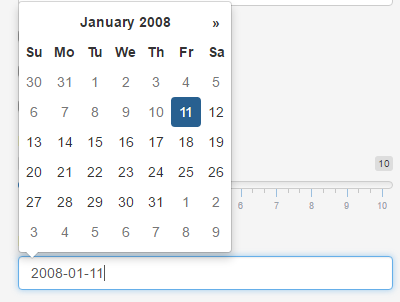 January 2008 »
Su Mo Tu We Th Fr Sa
30 31 1 2 3 4 5
6 7 8 9 10 11 12
13 14 15 16 17 18 19
20 21 22 23 24 25 26
27 28 29 30 31 1 2
3 4 5 6 7 8 9
10
6 7 8 9 10
2008-01-11